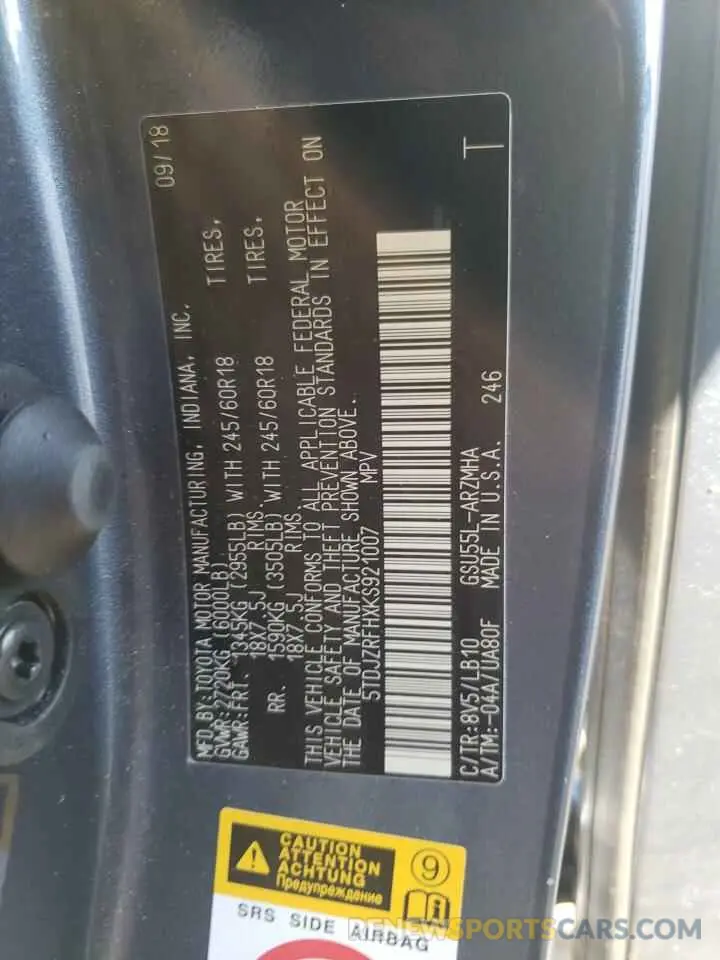 09/18
MFD.BY:TOYOTA MOTOR MANUFACTURING, INDIANA, INC.
GVWR:2720KG (6000LB)
GAWR:FRT. 1345KG (2955LB) WITH 245/60R18 TIRES,
18X7.5J RIMS.
RR. 1590KG (3505LB) WITH 245/60R18 TIRES,
18X7.5J RIMS.
THIS VEHICLE CONFORMS TO ALL APPLICABLE FEDERAL MOTOR
VEHICLE SAFETY AND THEFT PREVENTION STANDARDS IN EFFECT ON
THE DATE OF MANUFACTURE SHOWN ABOVE.
5TDJZRFHXKS921007 MPV
C/TR:8V5/LB10 GSU55L-ARZMHA T
A/TM:-04A/UA80F MADE IN U.S.A. 246
CAUTION
ATTENTION
ACHTUNG
Предупреждение
9
SRS SIDE AIRBAG
RENEWSPORTSCARS.COM